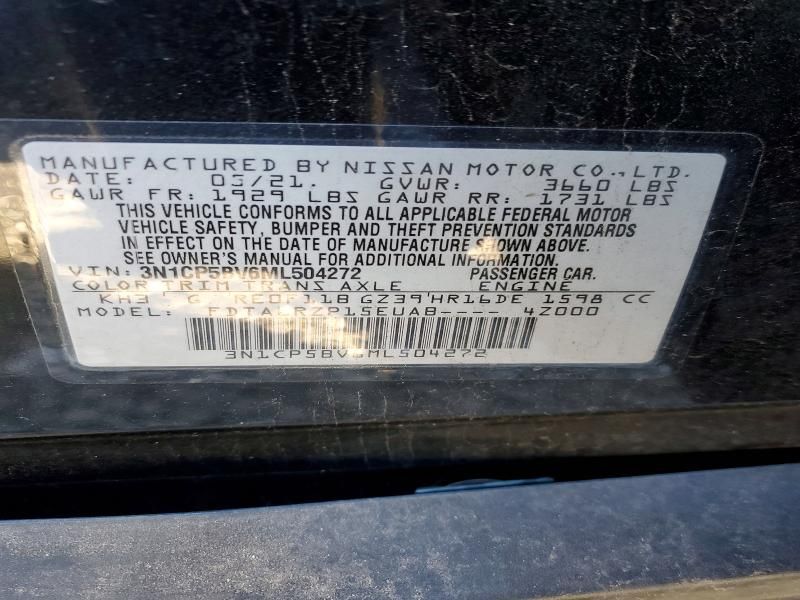 MANUFACTURED BY NISSAN MOTOR CO., LTD.
DATE: 05/21. GVWR: 3660 LBS
GAWR FR: 1929 LBS GAWR RR: 1731 LBS
THIS VEHICLE CONFORMS TO ALL APPLICABLE FEDERAL MOTOR
VEHICLE SAFETY, BUMPER AND THEFT PREVENTION STANDARDS
IN EFFECT ON THE DATE OF MANUFACTURE SHOWN ABOVE.
SEE OWNER'S MANUAL FOR ADDITIONAL INFORMATION.
VIN: 3N1CP5BV6ML504272 PASSENGER CAR.
COLOR TRIM TRANS AXLE ENGINE
KH3 G RE0F11B GZ39 HR16DE 1598 CC
MODEL: 4Z000
3N1CP5BV6ML504272